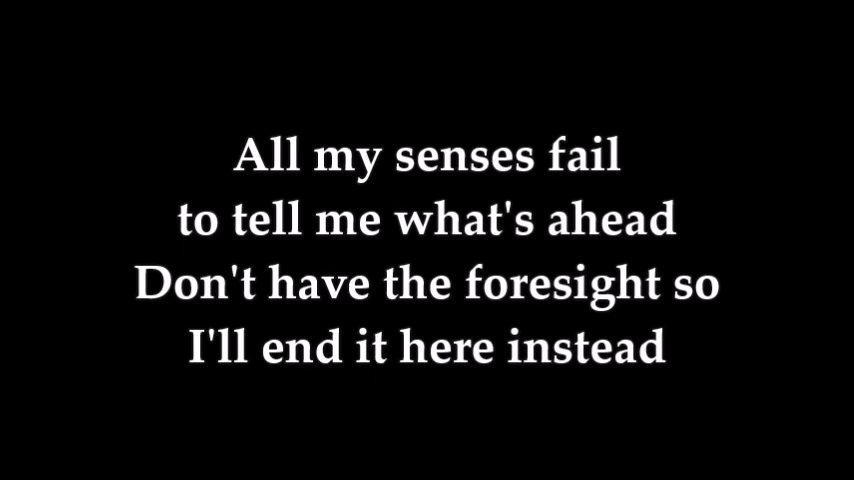 All my senses fail
to tell me what's ahead
Don't have the foresight so
I'll end it here instead